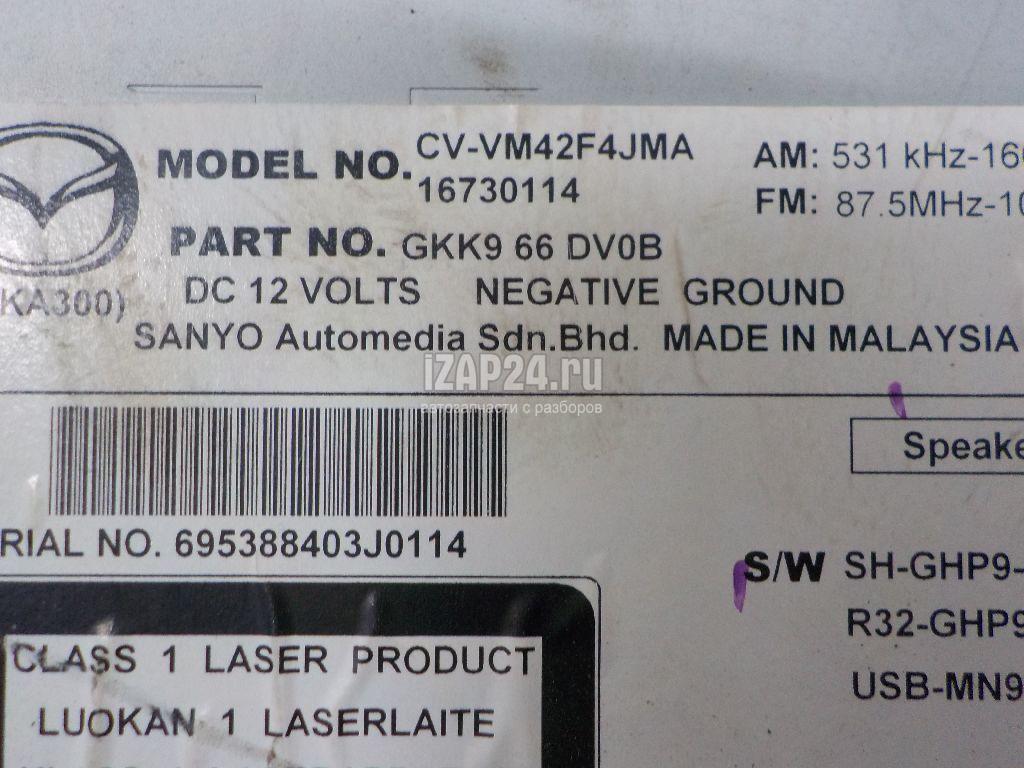 MODEL NO. CV-VM42F4JMA
16730114
AM: 531 kHz-160
FM: 87.5MHz-10
PART NO. GKK9 66 DV0B
KA300)
DC 12 VOLTS NEGATIVE GROUND
SANYO Automedia Sdn.Bhd. MADE IN MALAYSIA
iZAP24.ru
автозапчасти с разборов
Speake
RIAL NO. 695388403J0114
S/W SH-GHP9-
R32-GHP9
USB-MN9
CLASS 1 LASER PRODUCT
LUOKAN 1 LASERLAITE